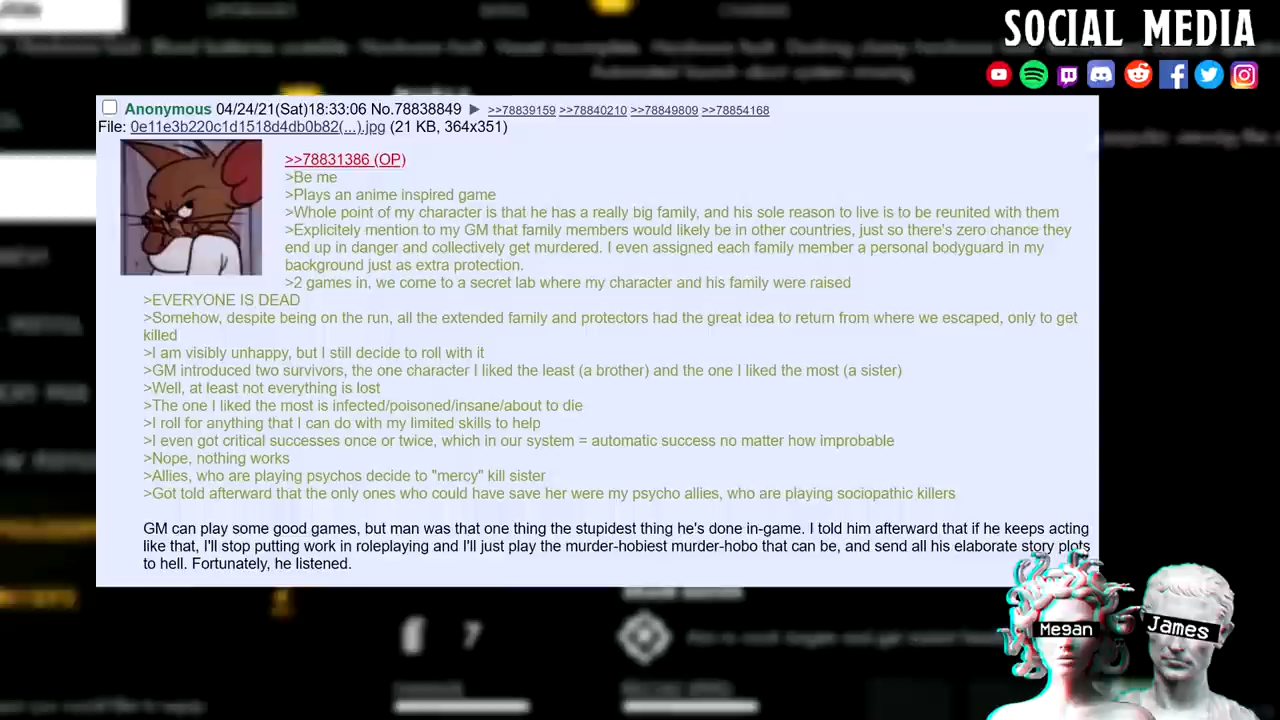 SOCIAL MEDIA
Anonymous 04/24/21(Sat)18:33:06 No.78838849 ▶ >>78839159 >>78840210 >>78849809 >>78854168
File: 0e11e3b220c1d1518d4db0b82(...).jpg (21 KB, 364x351)
>>78831386 (OP)
>Be me
>Plays an anime inspired game
>Whole point of my character is that he has a really big family, and his sole reason to live is to be reunited with them
>Explicitely mention to my GM that family members would likely be in other countries, just so there's zero chance they
end up in danger and collectively get murdered. I even assigned each family member a personal bodyguard in my
background just as extra protection.
>2 games in, we come to a secret lab where my character and his family were raised
>EVERYONE IS DEAD
>Somehow, despite being on the run, all the extended family and protectors had the great idea to return from where we escaped, only to get
killed
>I am visibly unhappy, but I still decide to roll with it
>GM introduced two survivors, the one character I liked the least (a brother) and the one I liked the most (a sister)
>Well, at least not everything is lost
>The one I liked the most is infected/poisoned/insane/about to die
>I roll for anything that I can do with my limited skills to help
>I even got critical successes once or twice, which in our system = automatic success no matter how improbable
>Nope, nothing works
>Allies, who are playing psychos decide to "mercy" kill sister
>Got told afterward that the only ones who could have save her were my psycho allies, who are playing sociopathic killers
GM can play some good games, but man was that one thing the stupidest thing he's done in-game. I told him afterward that if he keeps acting
like that, I'll stop putting work in roleplaying and I'll just play the murder-hobiest murder-hobo that can be, and send all his elaborate story plots
to hell. Fortunately, he listened.
Megan
James
7